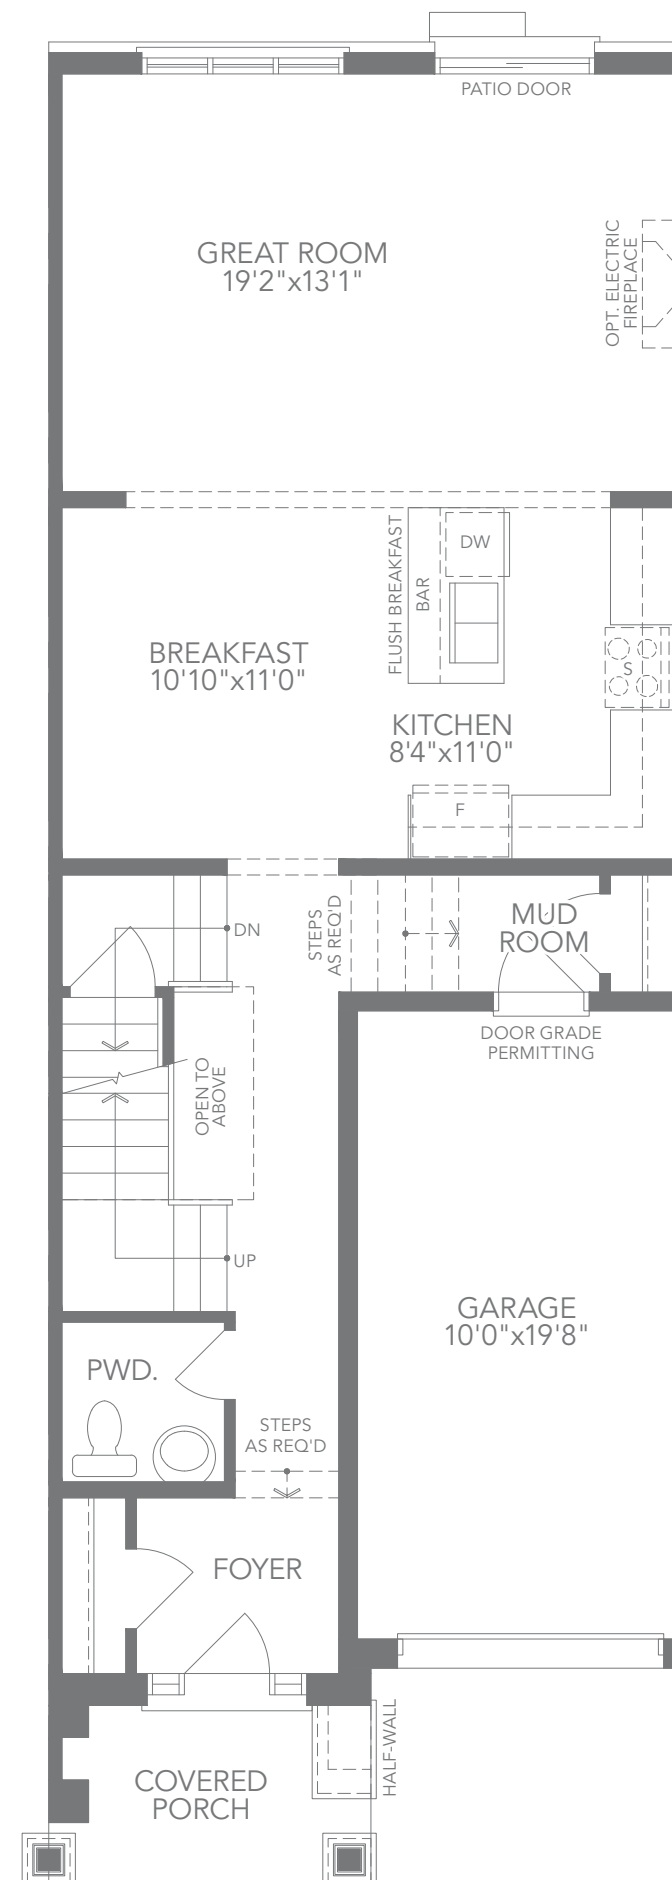 PATIO DOOR
GREAT ROOM
19'2"x13'1"
OPT. ELECTRIC
FIREPLACE
FLUSH BREAKFAST
BAR
DW
BREAKFAST
10'10"x11'0"
S
KITCHEN
8'4"x11'0"
F
DN
STEPS
AS REQ'D
MUD
ROOM
DOOR GRADE
PERMITTING
OPEN TO
ABOVE
UP
GARAGE
10'0"x19'8"
PWD.
STEPS
AS REQ'D
FOYER
HALF-WALL
COVERED
PORCH